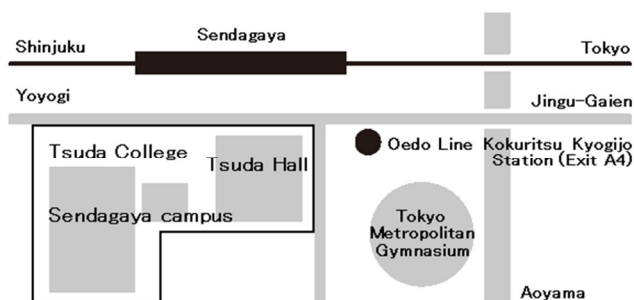 Sendagaya
Shinjuku
Tokyo
Yoyogi
Jingu-Gaien
Tsuda College
Tsuda Hall
Sendagaya campus
Oedo Line Kokuritsu Kyogijo
Station (Exit A4)
Tokyo
Metropolitan
Gymnasium
Aoyama